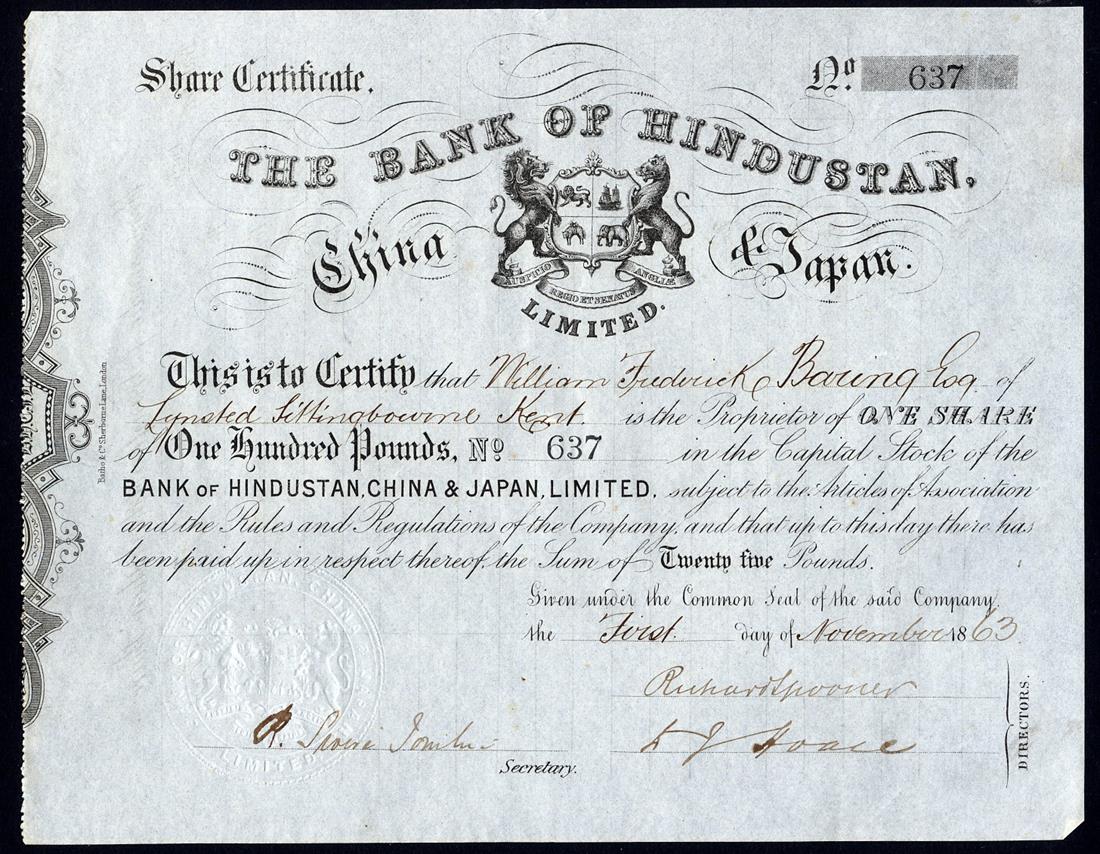 Share Certificate.
No. 637
THE BANK OF HINDUSTAN,
China & Japan.
AUSPICIO REGIO ET SENATUS ANGLIÆ
LIMITED.
This is to Certify that William Frederick Baring Esq of
Lynsted Sittingbourne Kent. is the Proprietor of ONE SHARE
of One Hundred Pounds, No 637 in the Capital Stock of the
BANK OF HINDUSTAN, CHINA & JAPAN, LIMITED. subject to the Articles of Association
and the Rules and Regulations of the Company, and that up to this day there has
been paid up in respect thereof, the Sum of Twenty five Pounds.
Given under the Common Seal of the said Company
the First day of November 1863
Richard Spooner
Secretary.
DIRECTORS.